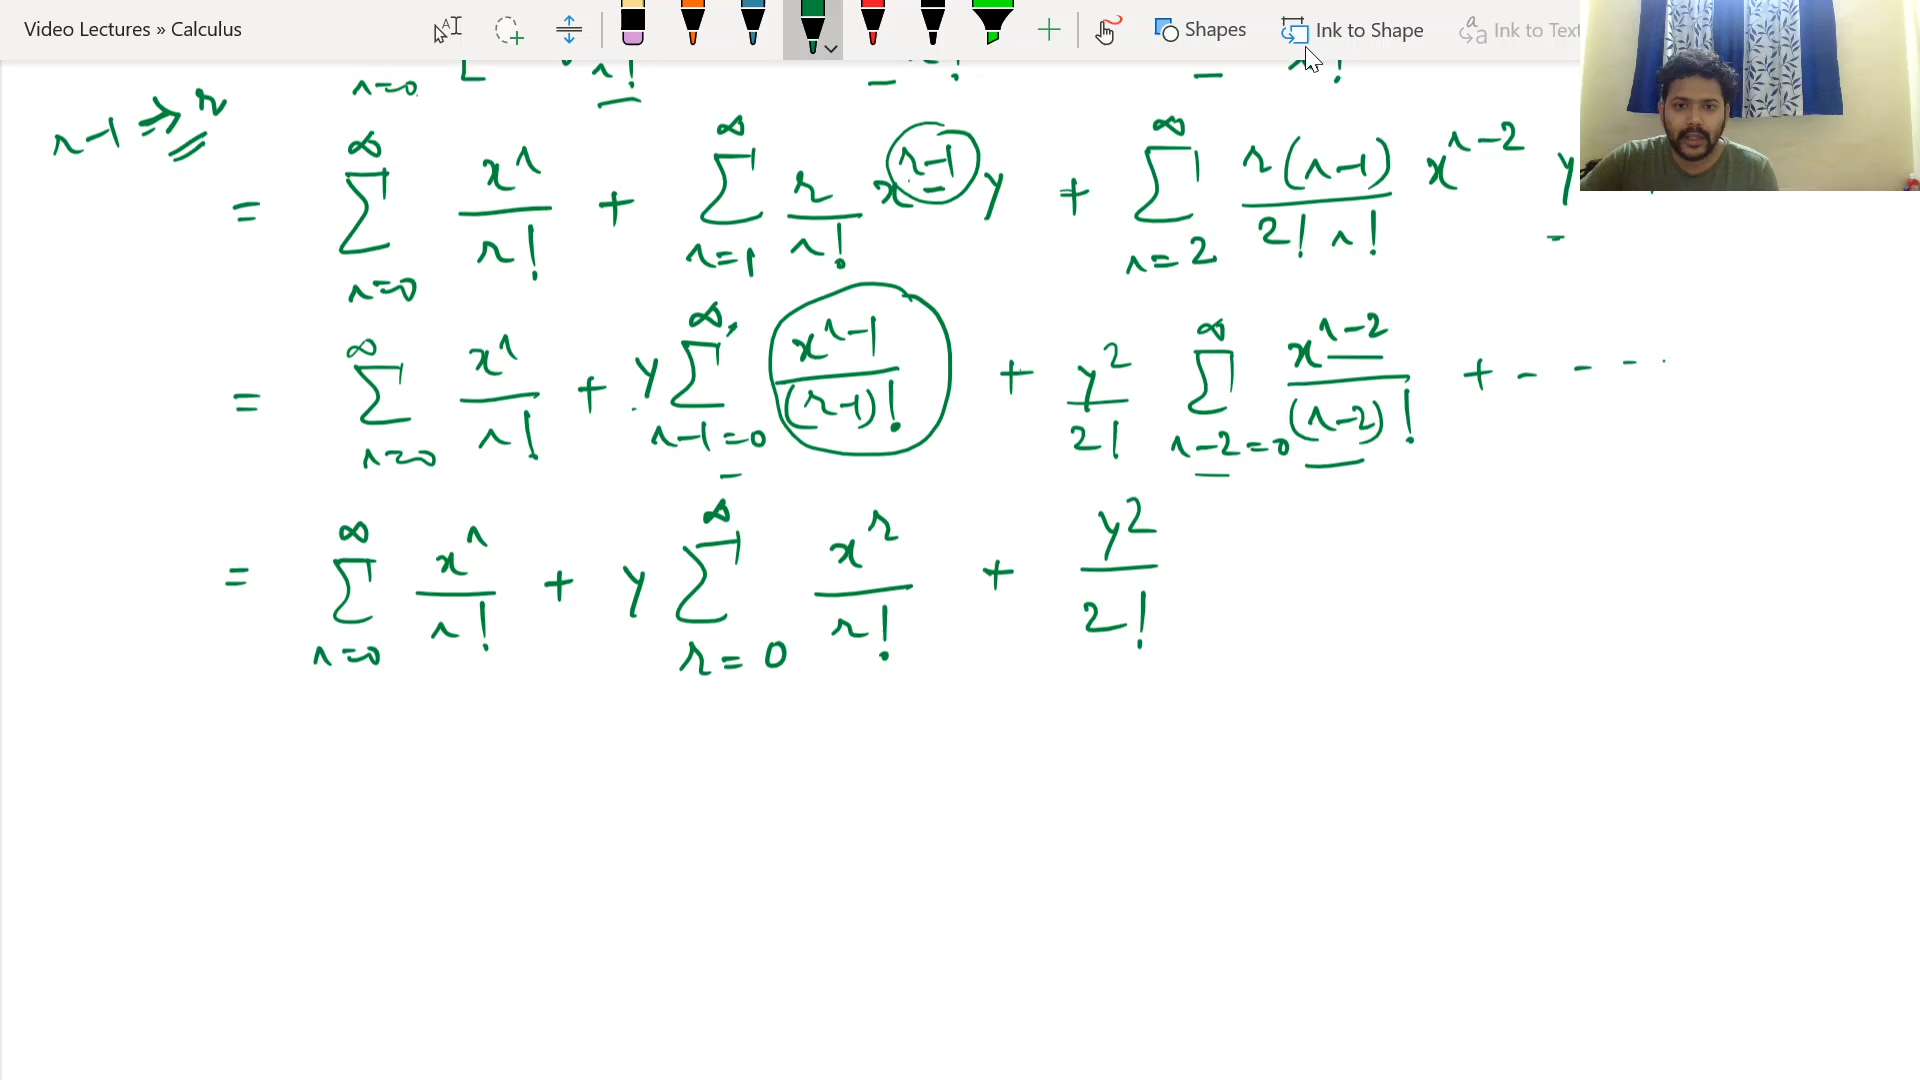 Video Lectures » Calculus
Shapes
Ink to Shape
Ink to Text
r-1 → r
= ∞ Σ r=0 x^r / r! + ∞ Σ r=1 r / r! x^(r-1) y + ∞ Σ r=2 r(r-1) / 2! r! x^(r-2) y
= ∞ Σ r=0 x^r / r! + y ∞ Σ r-1=0 x^(r-1) / (r-1)! + y^2 / 2! ∞ Σ r-2=0 x^(r-2) / (r-2)! + - - - .
= ∞ Σ r=0 x^r / r! + y ∞ Σ r=0 x^r / r! + y^2 / 2!